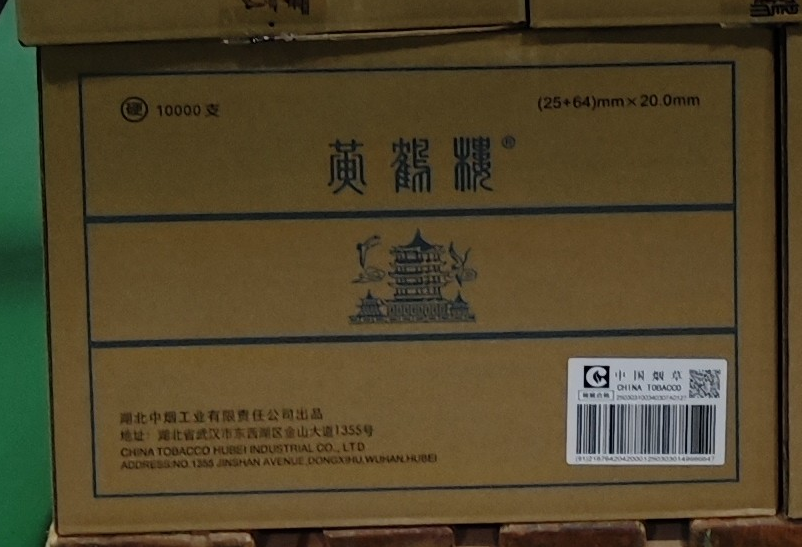 硬 10000支
(25+64)mm×20.0mm
黄鹤楼®
中国烟草
CHINA TOBACCO
湖北中烟工业有限责任公司出品
地址：湖北省武汉市东西湖区金山大道1355号
CHINA TOBACCO HUBEI INDUSTRIAL CO., LTD
ADDRESS:NO.1355 JINSHAN AVENUE,DONGXIHU,WUHAN,HUBEI